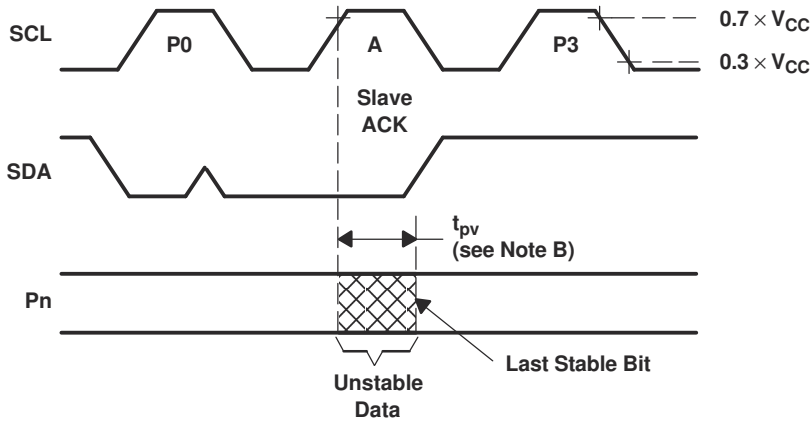 SCL
P0
A
P3
0.7 × VCC
0.3 × VCC
Slave
ACK
SDA
tpv
(see Note B)
Pn
Last Stable Bit
Unstable
Data